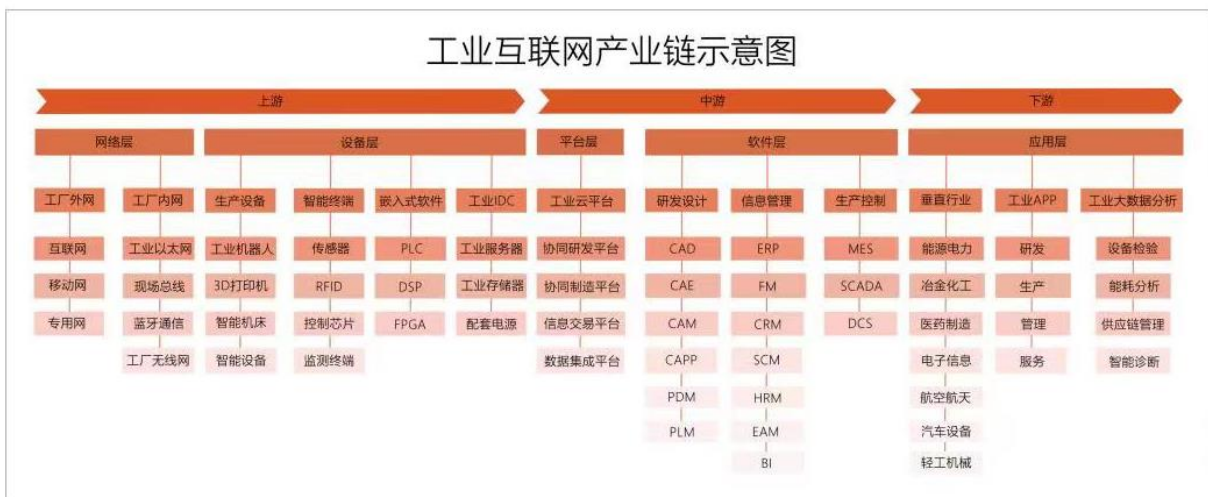 工业互联网产业链示意图
上游 中游 下游
网络层 设备层 平台层 软件层 应用层
工厂外网 工厂内网 生产设备 智能终端 嵌入式软件 工业IDC 工业云平台 研发设计 信息管理 生产控制 垂直行业 工业APP 工业大数据分析
互联网 工业以太网 工业机器人 传感器 PLC 工业服务器 协同研发平台 CAD ERP MES 能源电力 研发 设备检验
移动网 现场总线 3D打印机 RFID DSP 工业存储器 协同制造平台 CAE FM SCADA 冶金化工 生产 能耗分析
专用网 蓝牙通信 智能机床 控制芯片 FPGA 配套电源 信息交易平台 CAM CRM DCS 医药制造 管理 供应链管理
工厂无线网 智能设备 监测终端 数据集成平台 CAPP SCM 电子信息 服务 智能诊断
PDM HRM 航空航天
PLM EAM 汽车设备
BI 轻工机械